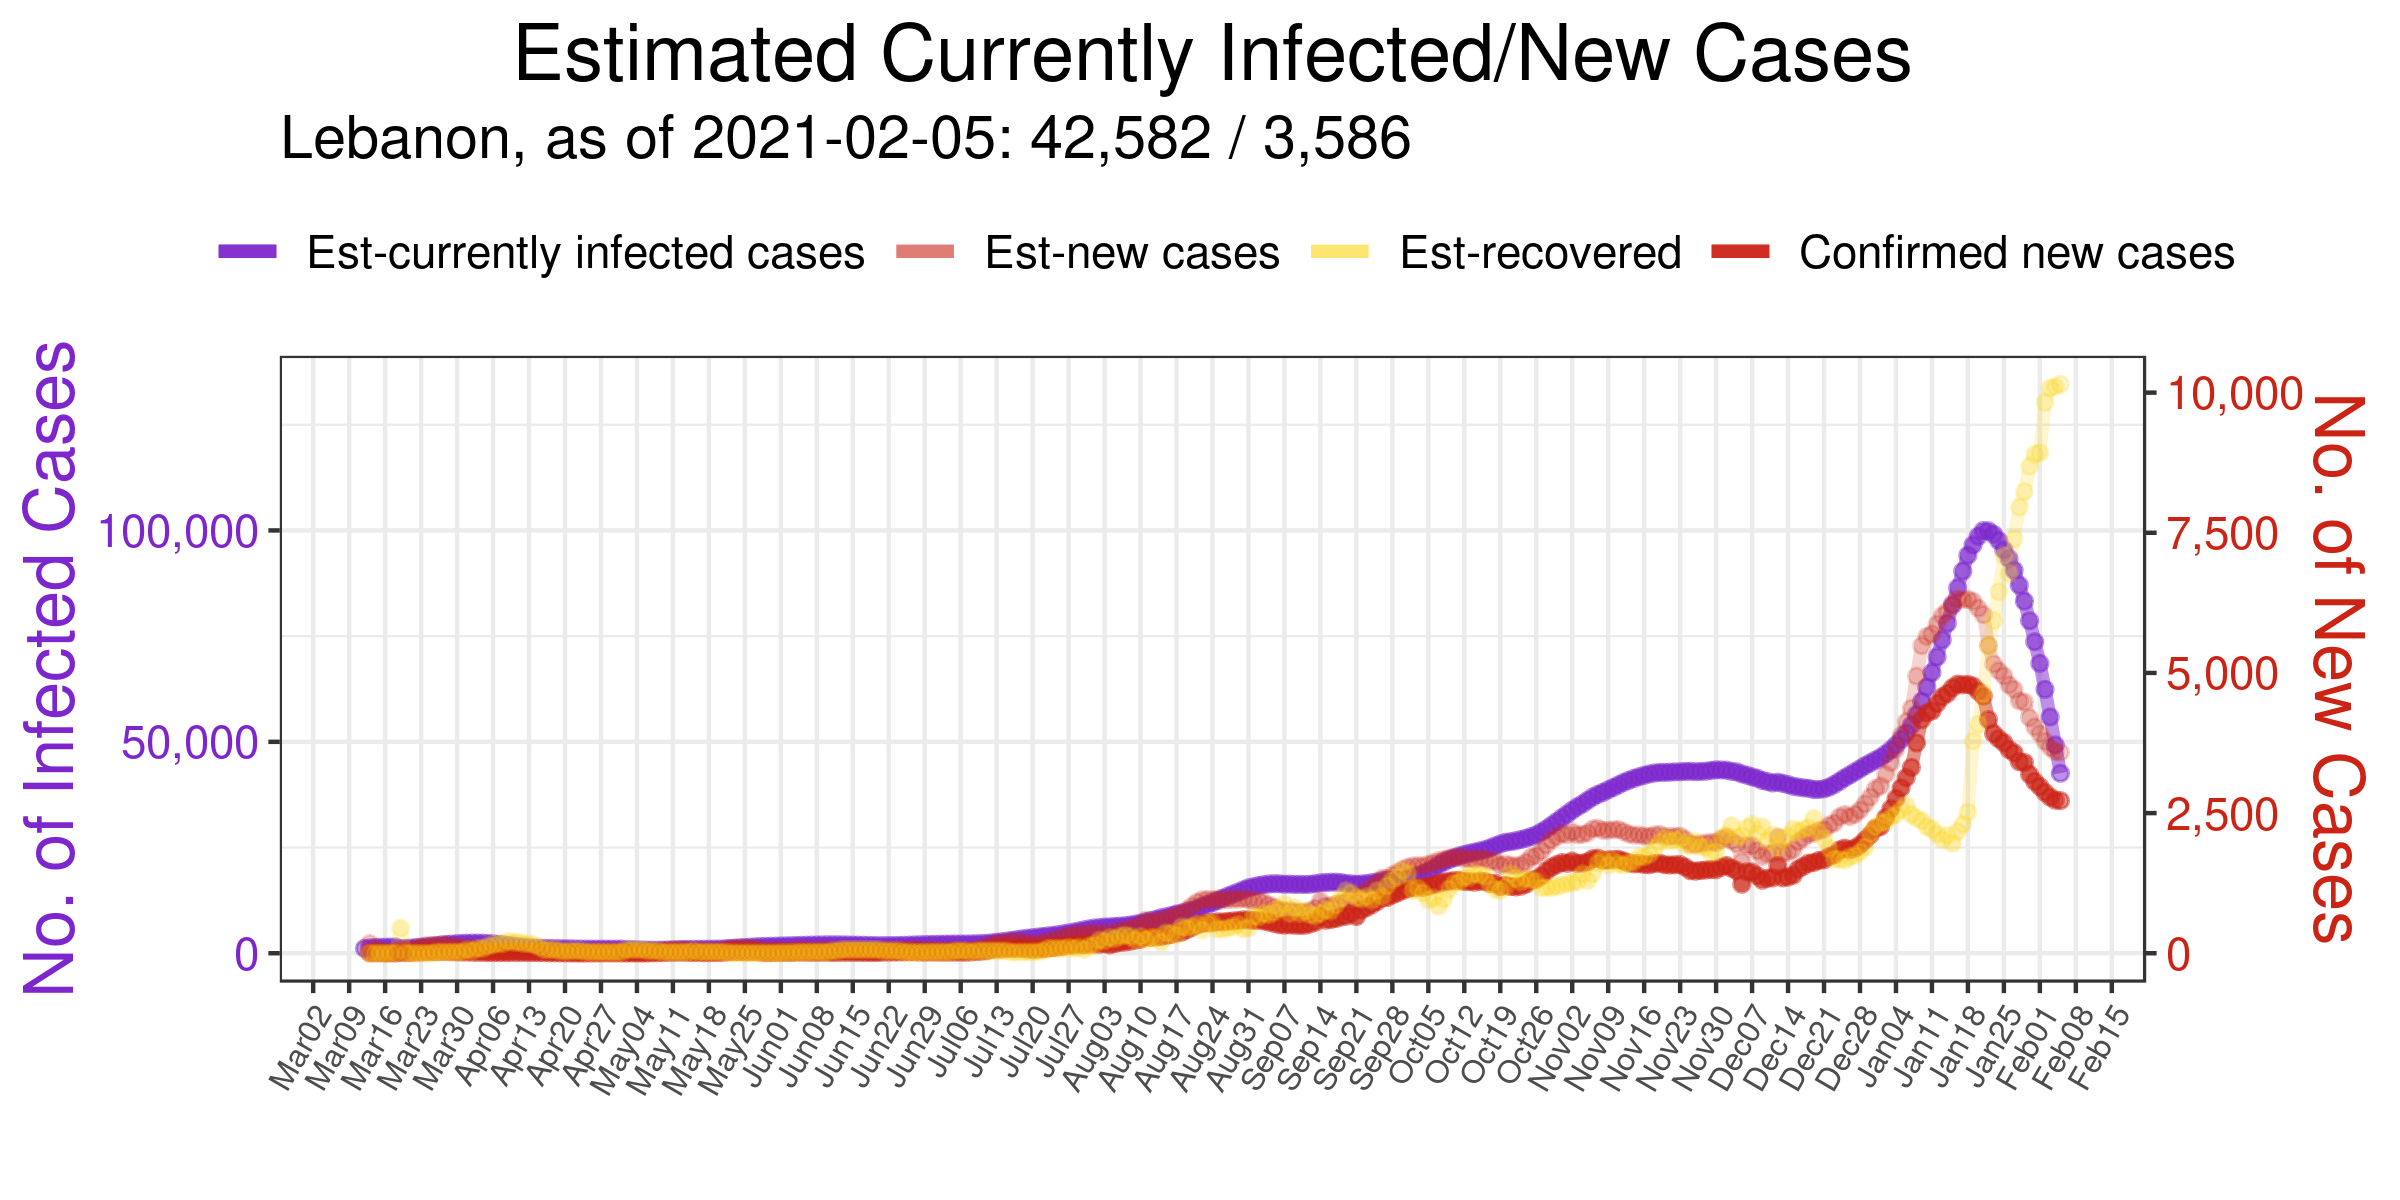 Estimated Currently Infected/New Cases
Lebanon, as of 2021-02-05: 42,582 / 3,586
Est-currently infected cases Est-new cases Est-recovered Confirmed new cases
No. of Infected Cases
100,000
50,000
0
10,000
7,500
5,000
2,500
0
No. of New Cases
Mar02
Mar09
Mar16
Mar23
Mar30
Apr06
Apr13
Apr20
Apr27
May04
May11
May18
May25
Jun01
Jun08
Jun15
Jun22
Jun29
Jul06
Jul13
Jul20
Jul27
Aug03
Aug10
Aug17
Aug24
Aug31
Sep07
Sep14
Sep21
Sep28
Oct05
Oct12
Oct19
Oct26
Nov02
Nov09
Nov16
Nov23
Nov30
Dec07
Dec14
Dec21
Dec28
Jan04
Jan11
Jan18
Jan25
Feb01
Feb08
Feb15